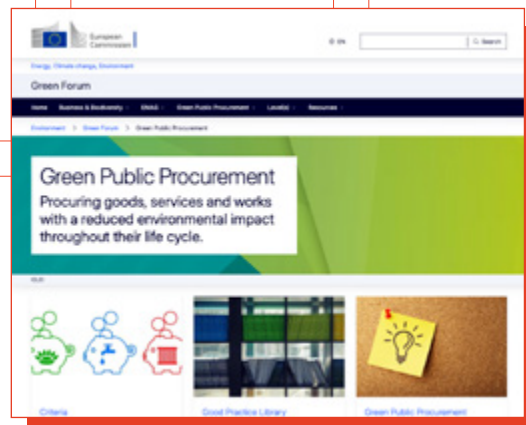 European
Commission
EN
Search
Energy, Climate change, Environment
Green Forum
Home Business & Biodiversity EMAS Green Public Procurement Level(s) Resources
Environment > Green Forum > Green Public Procurement
Green Public Procurement
Procuring goods, services and works
with a reduced environmental impact
throughout their life cycle.
Criteria Good Practice Library Green Public Procurement